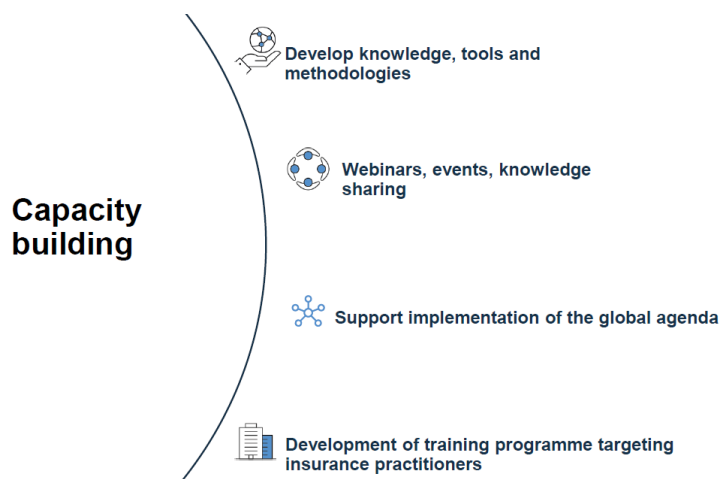 Develop knowledge, tools and
methodologies
Webinars, events, knowledge
sharing
Capacity
building
Support implementation of the global agenda
Development of training programme targeting
insurance practitioners